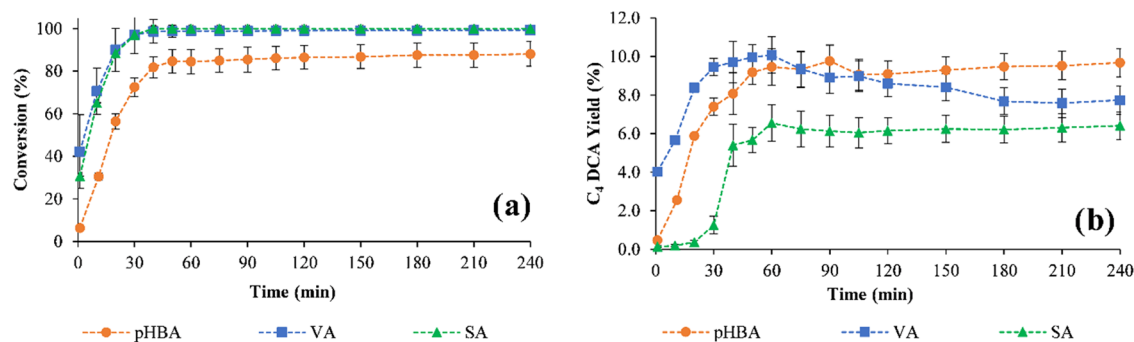 100
80
60
40
20
0
Conversion (%)
0 30 60 90 120 150 180 210 240
Time (min)
(a)
pHBA VA SA
12.0
10.0
8.0
6.0
4.0
2.0
0.0
C₄ DCA Yield (%)
0 30 60 90 120 150 180 210 240
Time (min)
(b)
pHBA VA SA